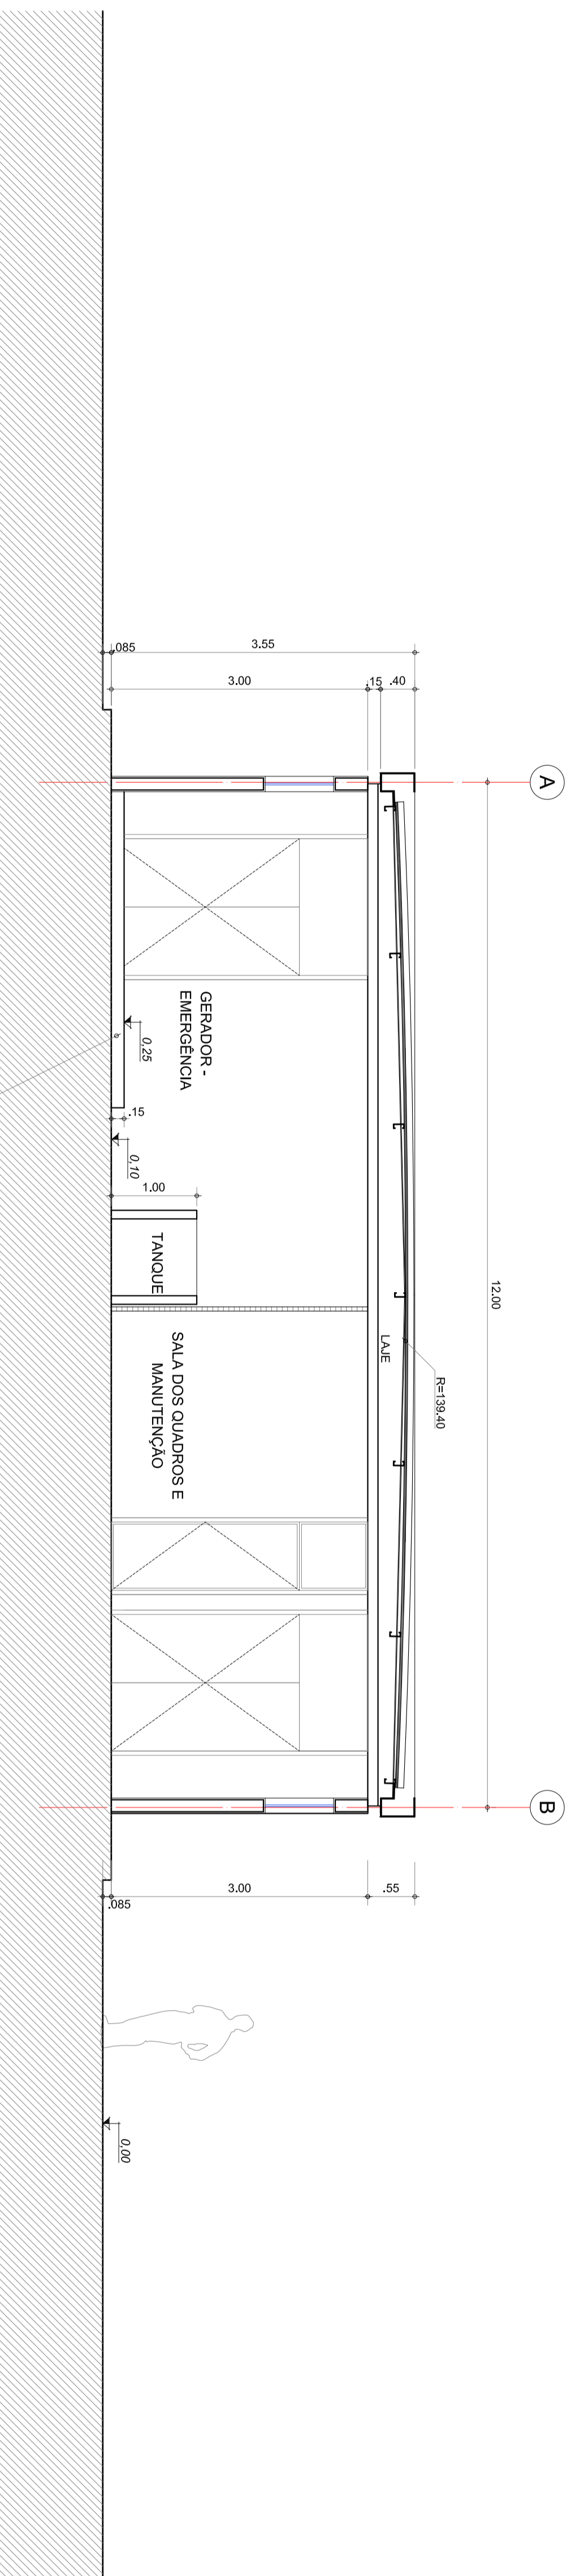 A
B
12.00
R=139.40
LAJE
3.55
.085
3.00
.15
.40
.55
3.00
.085
GERADOR -
EMERGÊNCIA
0,25
.15
0,10
1.00
TANQUE
SALA DOS QUADROS E
MANUTENÇÃO
0,00